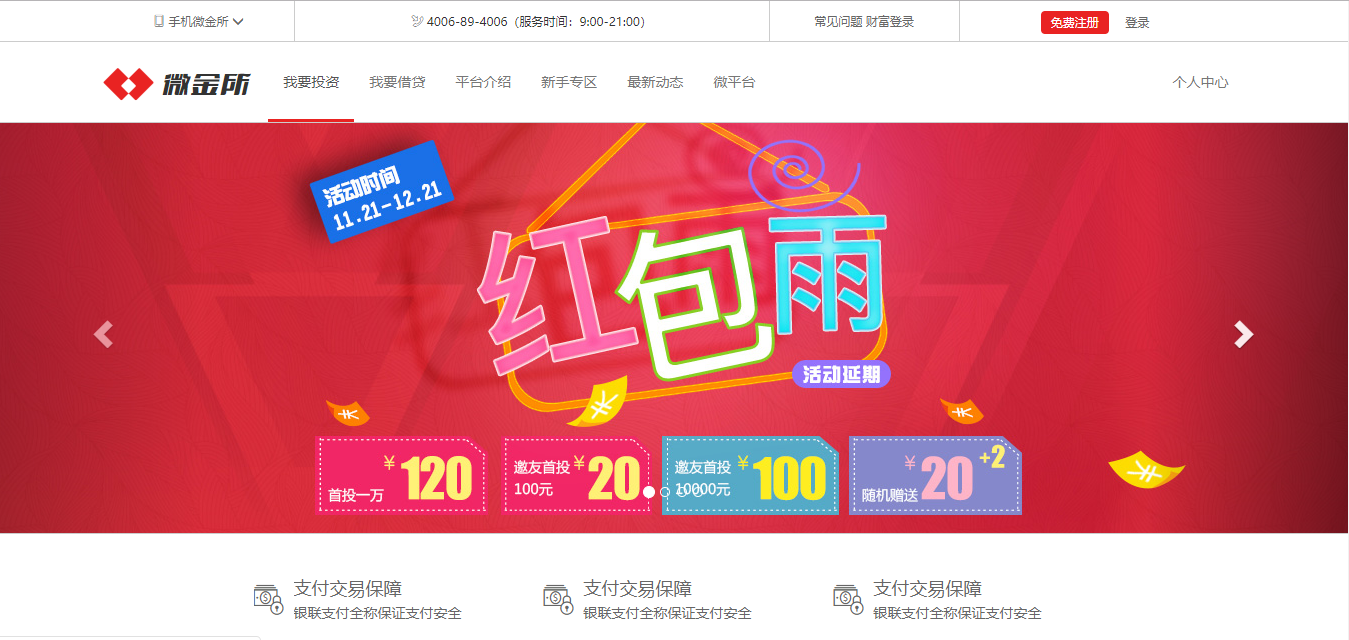 手机微金所
4006-89-4006（服务时间：9:00-21:00）
常见问题 财富登录
免费注册
登录
微金所
我要投资
我要借贷
平台介绍
新手专区
最新动态
微平台
个人中心
活动时间
11.21-12.21
红包雨
活动延期
首投一万
￥120
邀友首投
100元
￥20
邀友首投
10000元
￥100
随机赠送
￥20+2
支付交易保障
银联支付全称保证支付安全
支付交易保障
银联支付全称保证支付安全
支付交易保障
银联支付全称保证支付安全